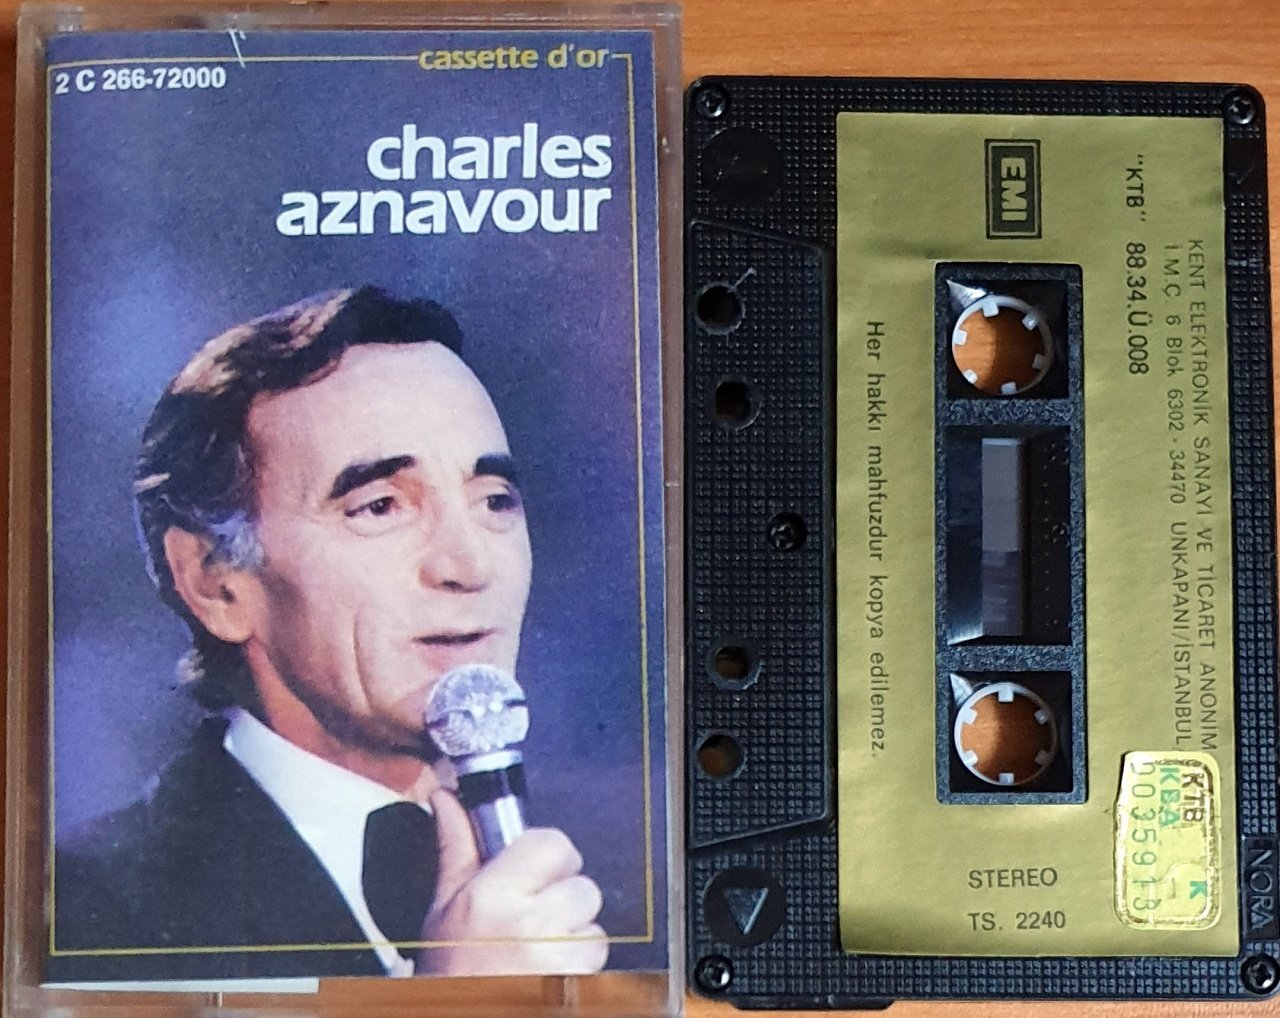 cassette d'or
2 C 266-72000
charles
aznavour
EMI
"KTB" 88.34.Ü.008
KENT ELEKTRONİK SANAYI VE TİCARET ANONİM
İ M.Ç. 6 Blok 6302 - 34470 UNKAPANI/İSTANBUL
Her hakkı mahfuzdur kopya edilemez.
STEREO
TS. 2240
KTB
K
KBA
003591
NORA